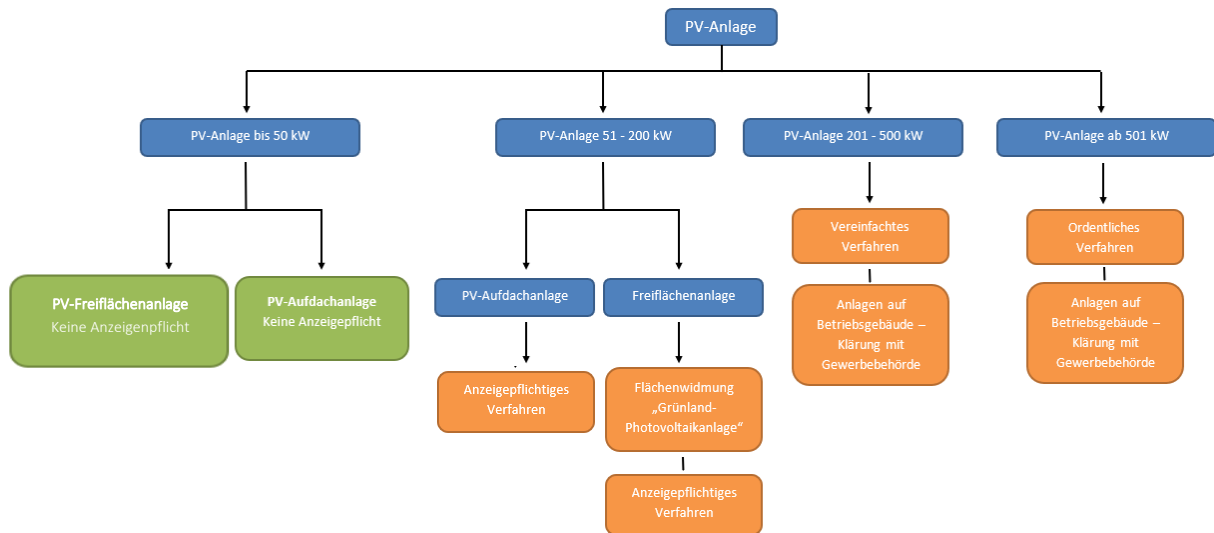 PV-Anlage
PV-Anlage bis 50 kW
PV-Anlage 51 - 200 kW
PV-Anlage 201 - 500 kW
PV-Anlage ab 501 kW
PV-Freiflächenanlage
Keine Anzeigenpflicht
PV-Aufdachanlage
Keine Anzeigepflicht
PV-Aufdachanlage
Anzeigepflichtiges
Verfahren
Freiflächenanlage
Flächenwidmung
„Grünland-
Photovoltaikanlage“
Anzeigepflichtiges
Verfahren
Vereinfachtes
Verfahren
Anlagen auf
Betriebsgebäude –
Klärung mit
Gewerbebehörde
Ordentliches
Verfahren
Anlagen auf
Betriebsgebäude –
Klärung mit
Gewerbebehörde